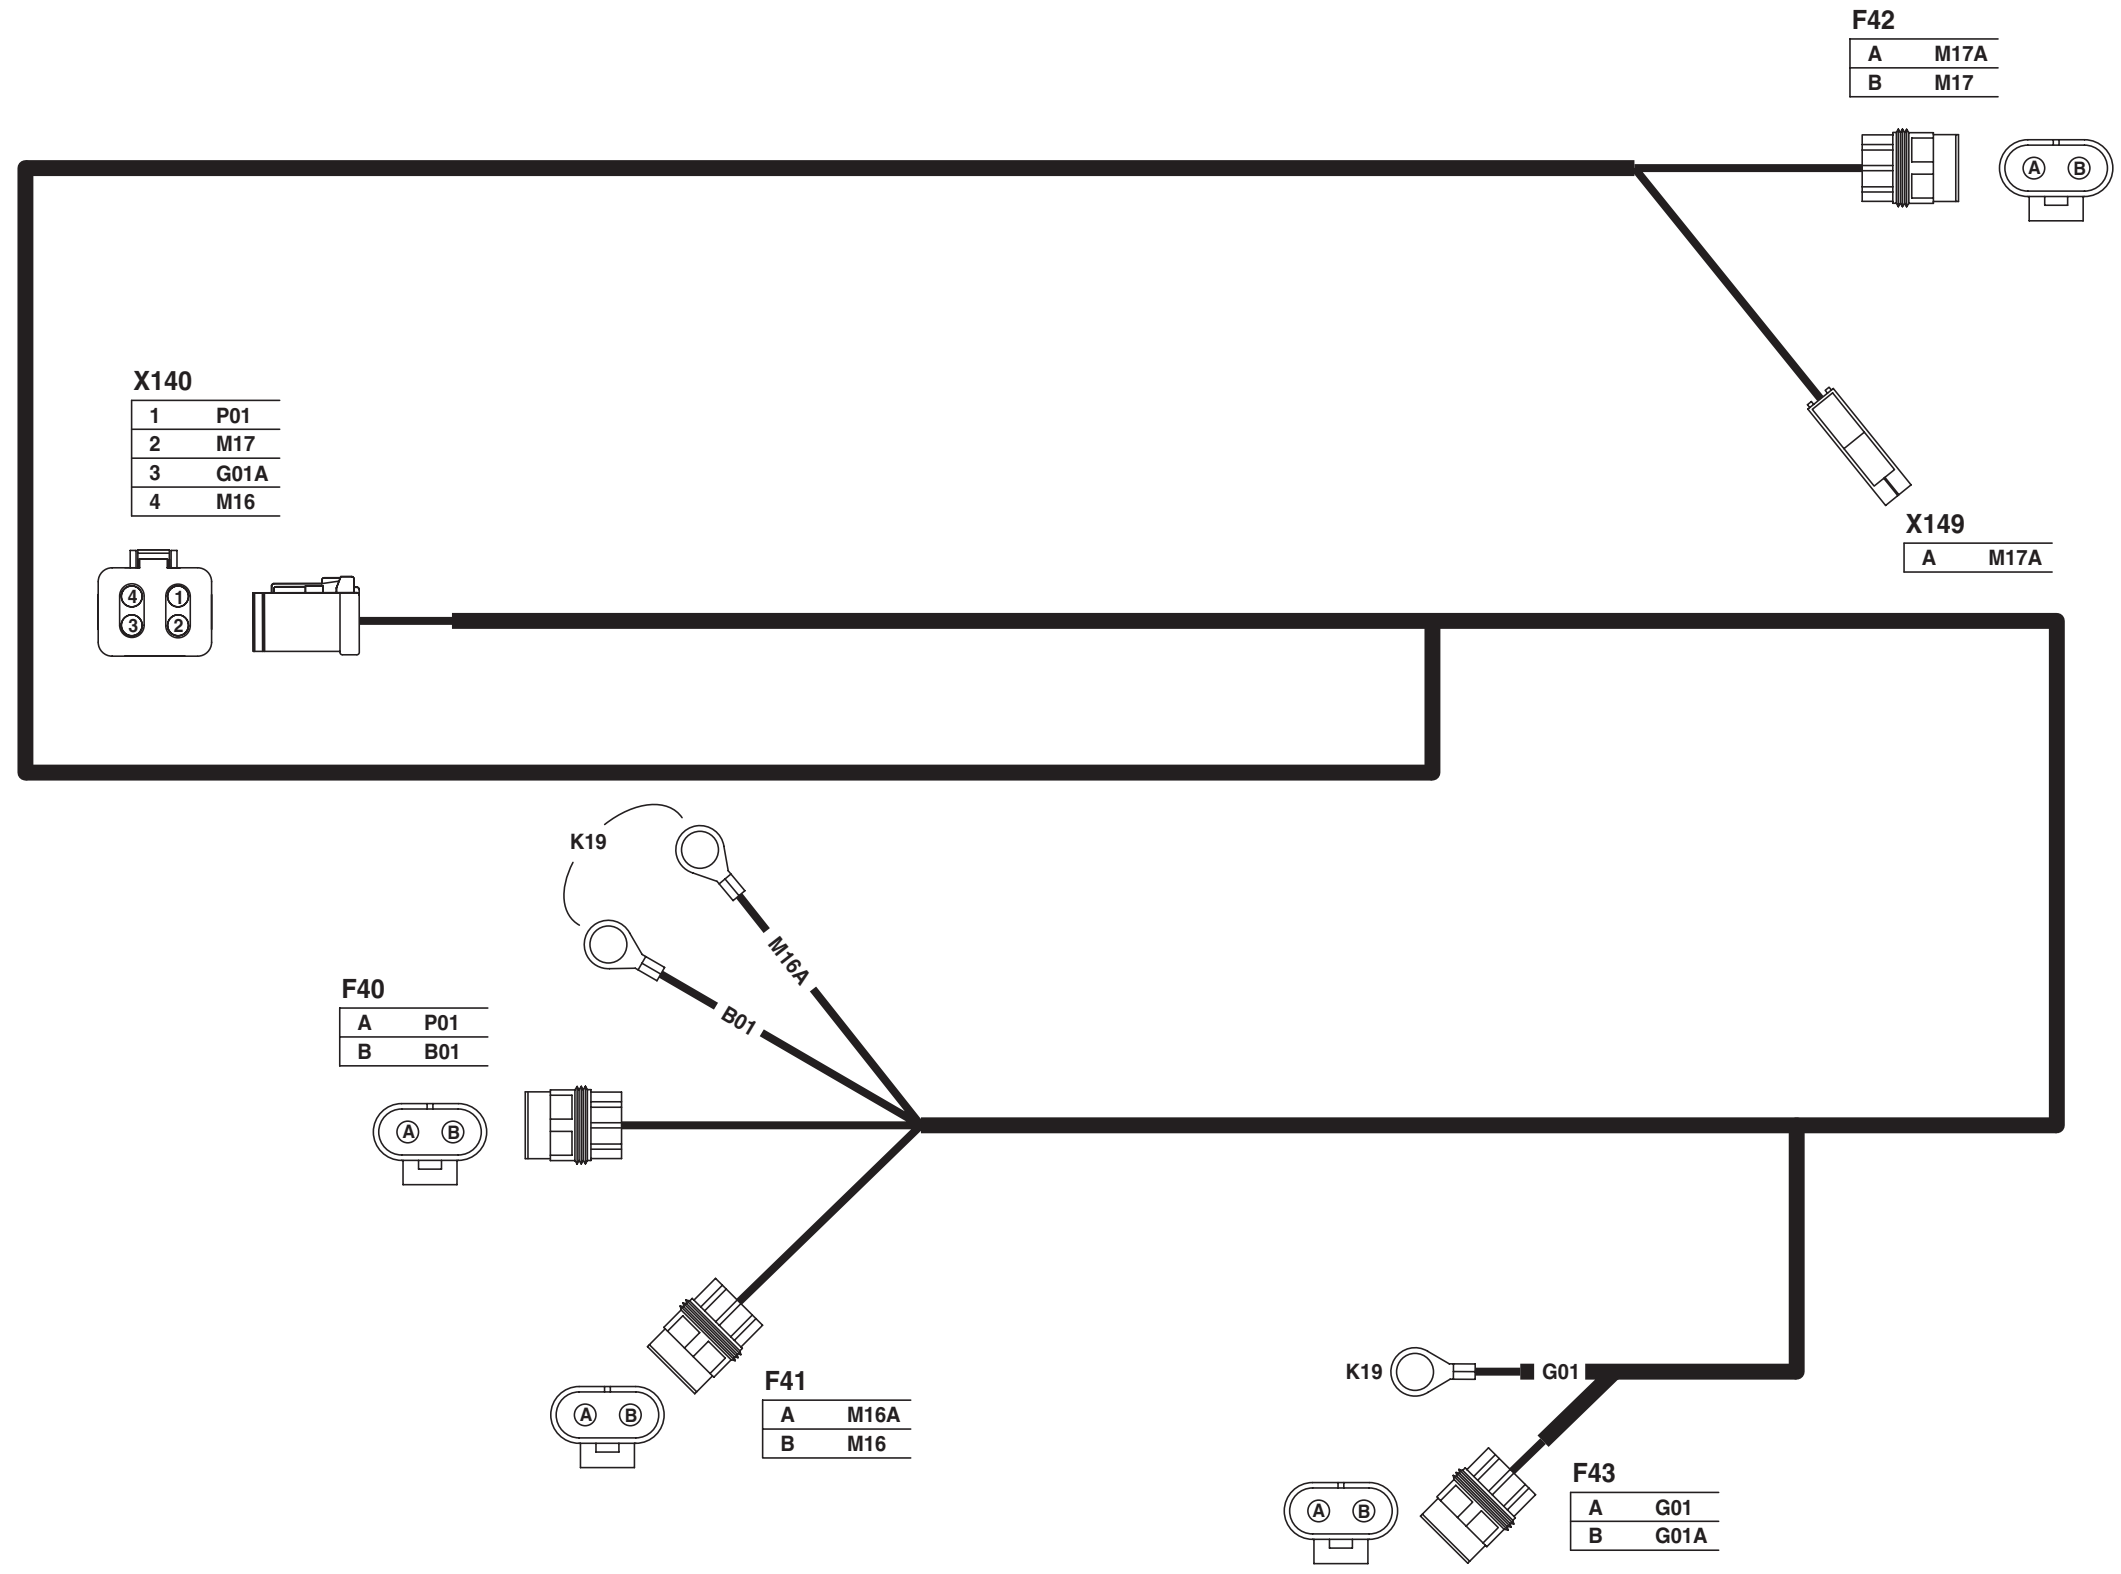 F42
A M17A
B M17
A B
X140
1 P01
2 M17
3 G01A
4 M16
4 1
3 2
X149
A M17A
K19
M16A
B01
F40
A P01
B B01
A B
F41
A M16A
B M16
A B
K19
G01
F43
A G01
B G01A
A B